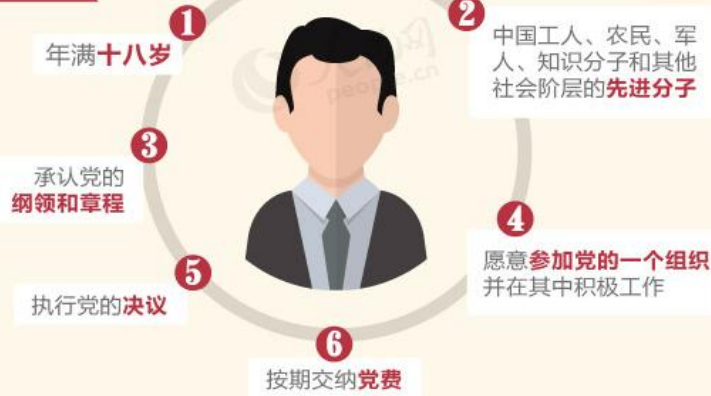 1
年满十八岁
2
中国工人、农民、军
人、知识分子和其他
社会阶层的先进分子
3
承认党的
纲领和章程
4
愿意参加党的一个组织
并在其中积极工作
5
执行党的决议
6
按期交纳党费
people.cn